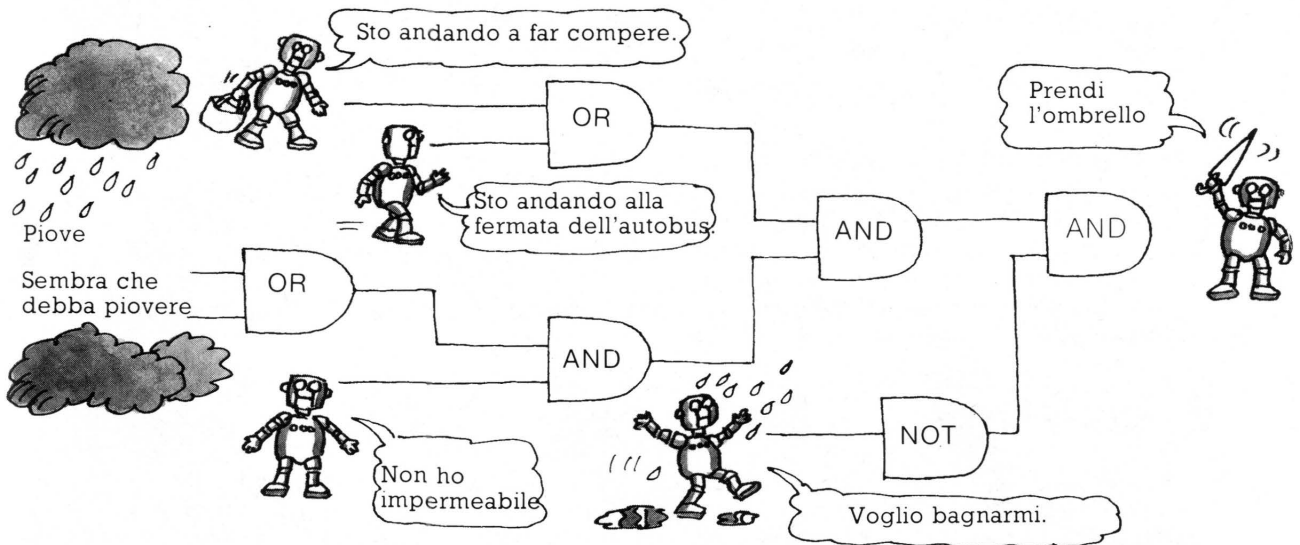 Sto andando a far compere.
Prendi
l'ombrello
OR
Sto andando alla
fermata dell'autobus.
Piove
AND
AND
Sembra che
debba piovere
OR
AND
Non ho
impermeabile
NOT
Voglio bagnarmi.